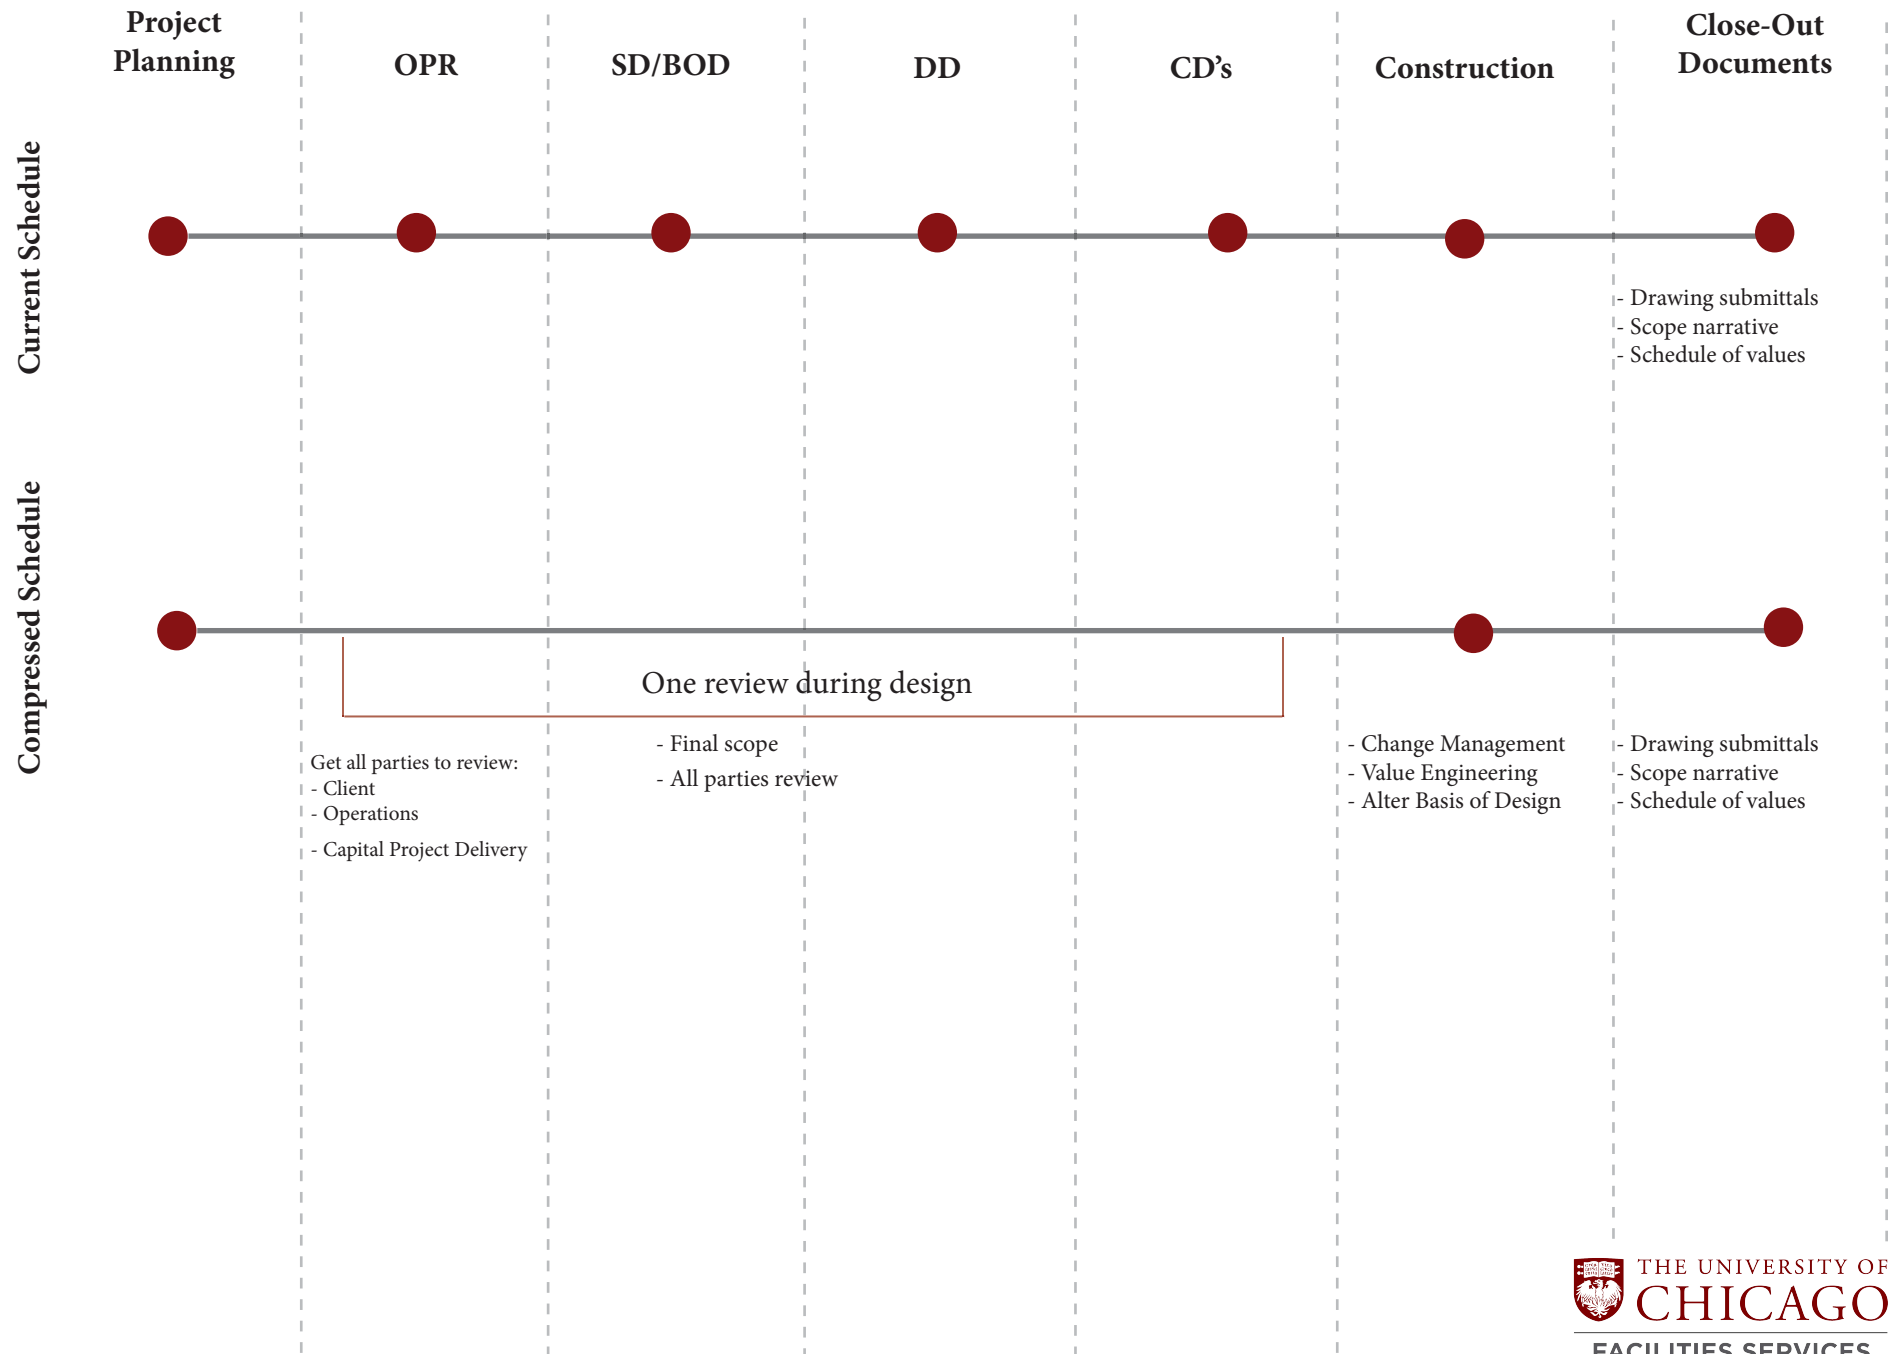 Project
Planning
OPR
SD/BOD
DD
CD's
Construction
Close-Out
Documents
Current Schedule
- Drawing submittals
- Scope narrative
- Schedule of values
Compressed Schedule
One review during design
Get all parties to review:
- Client
- Operations
- Capital Project Delivery
- Final scope
- All parties review
- Change Management
- Value Engineering
- Alter Basis of Design
- Drawing submittals
- Scope narrative
- Schedule of values
THE UNIVERSITY OF
CHICAGO
FACILITIES SERVICES